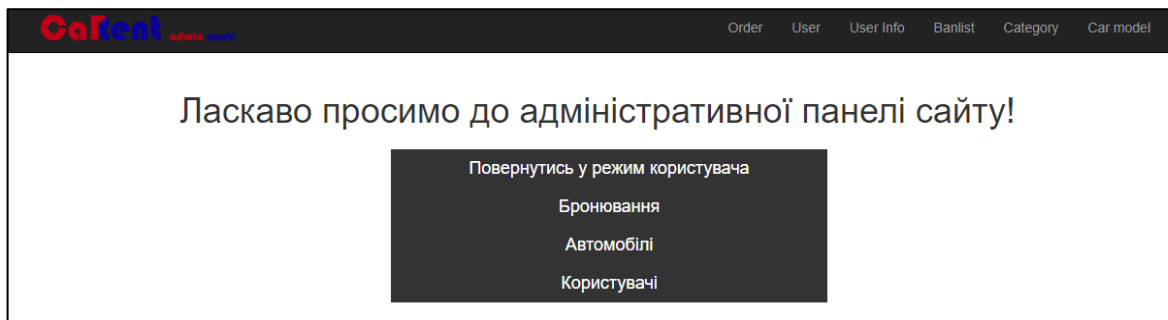 CaRent admin mode Order User User Info Banlist Category Car model
Ласкаво просимо до адміністративної панелі сайту!
Повернутись у режим користувача
Бронювання
Автомобілі
Користувачі